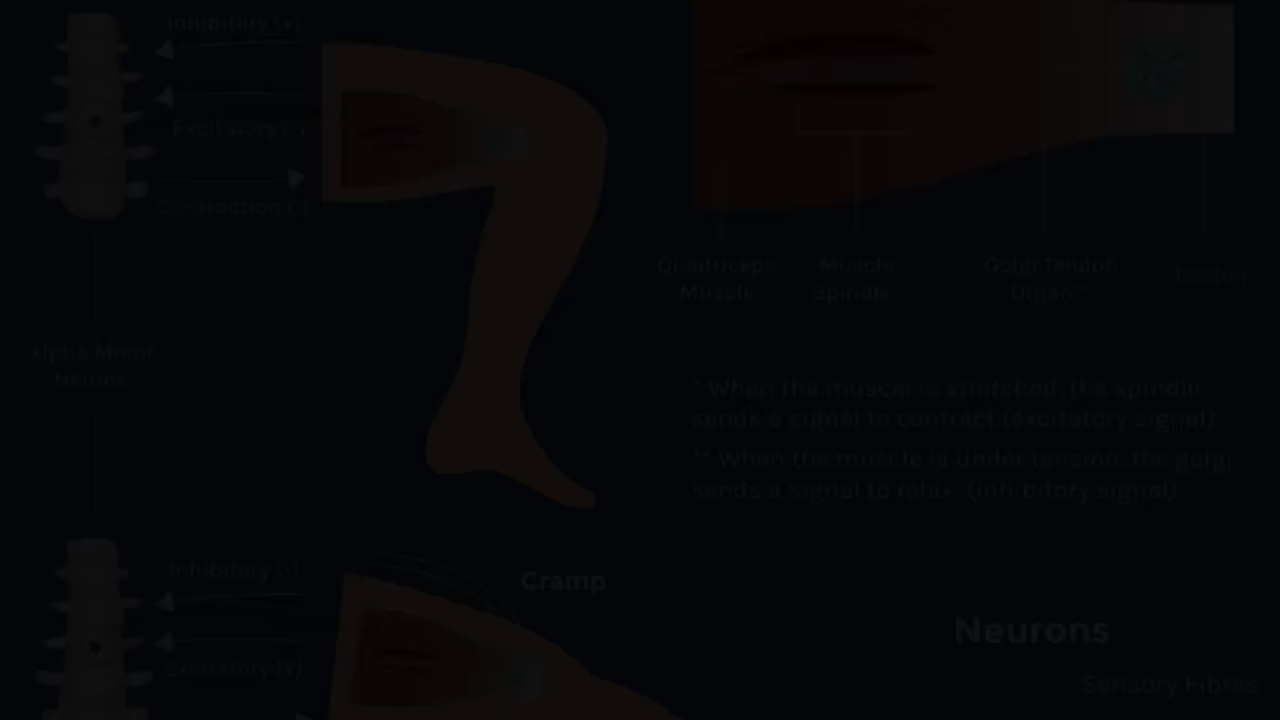 Inhibitory (+)
Excitatory (-)
Contraction (-)
Quadriceps
Muscle
Muscle
Spindle*
Golgi Tendon
Organ**
Tendon
Alpha Motor
Neuron
* When the muscle is stretched, the spindle
sends a signal to contract (excitatory signal)
** When the muscle is under tension, the golgi
sends a signal to relax (inhibitory signal)
Cramp
Excitatory (+)
Neurons
Sensory Fibres